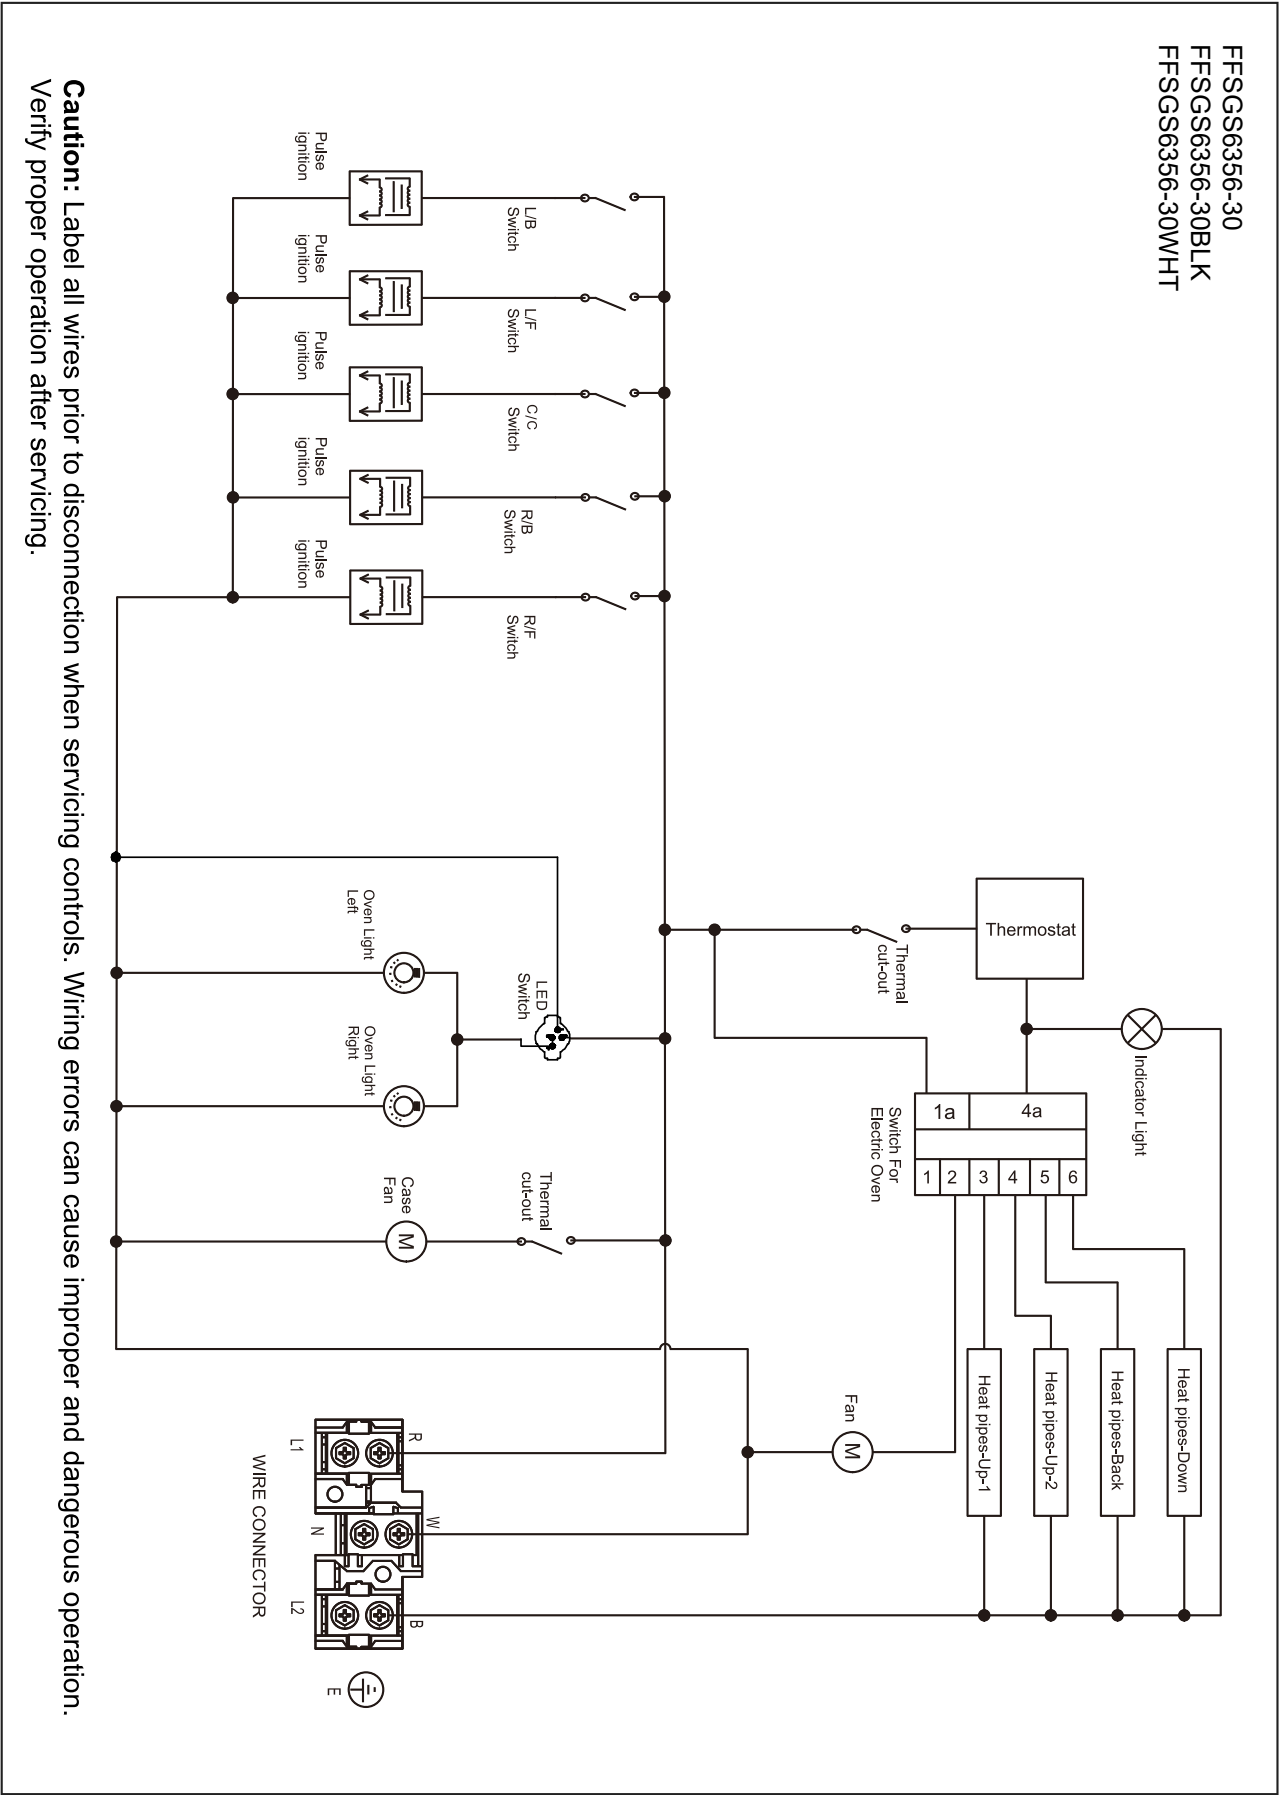 FFSGS6356-30
FFSGS6356-30BLK
FFSGS6356-30WHT
Thermostat
Indicator Light
Thermal
cut-out
1a
4a
1
2
3
4
5
6
Switch For
Electric Oven
Heat pipes-Down
Heat pipes-Back
Heat pipes-Up-2
Heat pipes-Up-1
Fan
M
L/B
Switch
L/F
Switch
C/C
Switch
R/B
Switch
R/F
Switch
Pulse
ignition
Pulse
ignition
Pulse
ignition
Pulse
ignition
Pulse
ignition
LED
Switch
Oven Light
Left
Oven Light
Right
Thermal
cut-out
Case
Fan
M
R
W
B
L1
N
L2
WIRE CONNECTOR
E
Caution: Label all wires prior to disconnection when servicing controls. Wiring errors can cause improper and dangerous operation.
Verify proper operation after servicing.